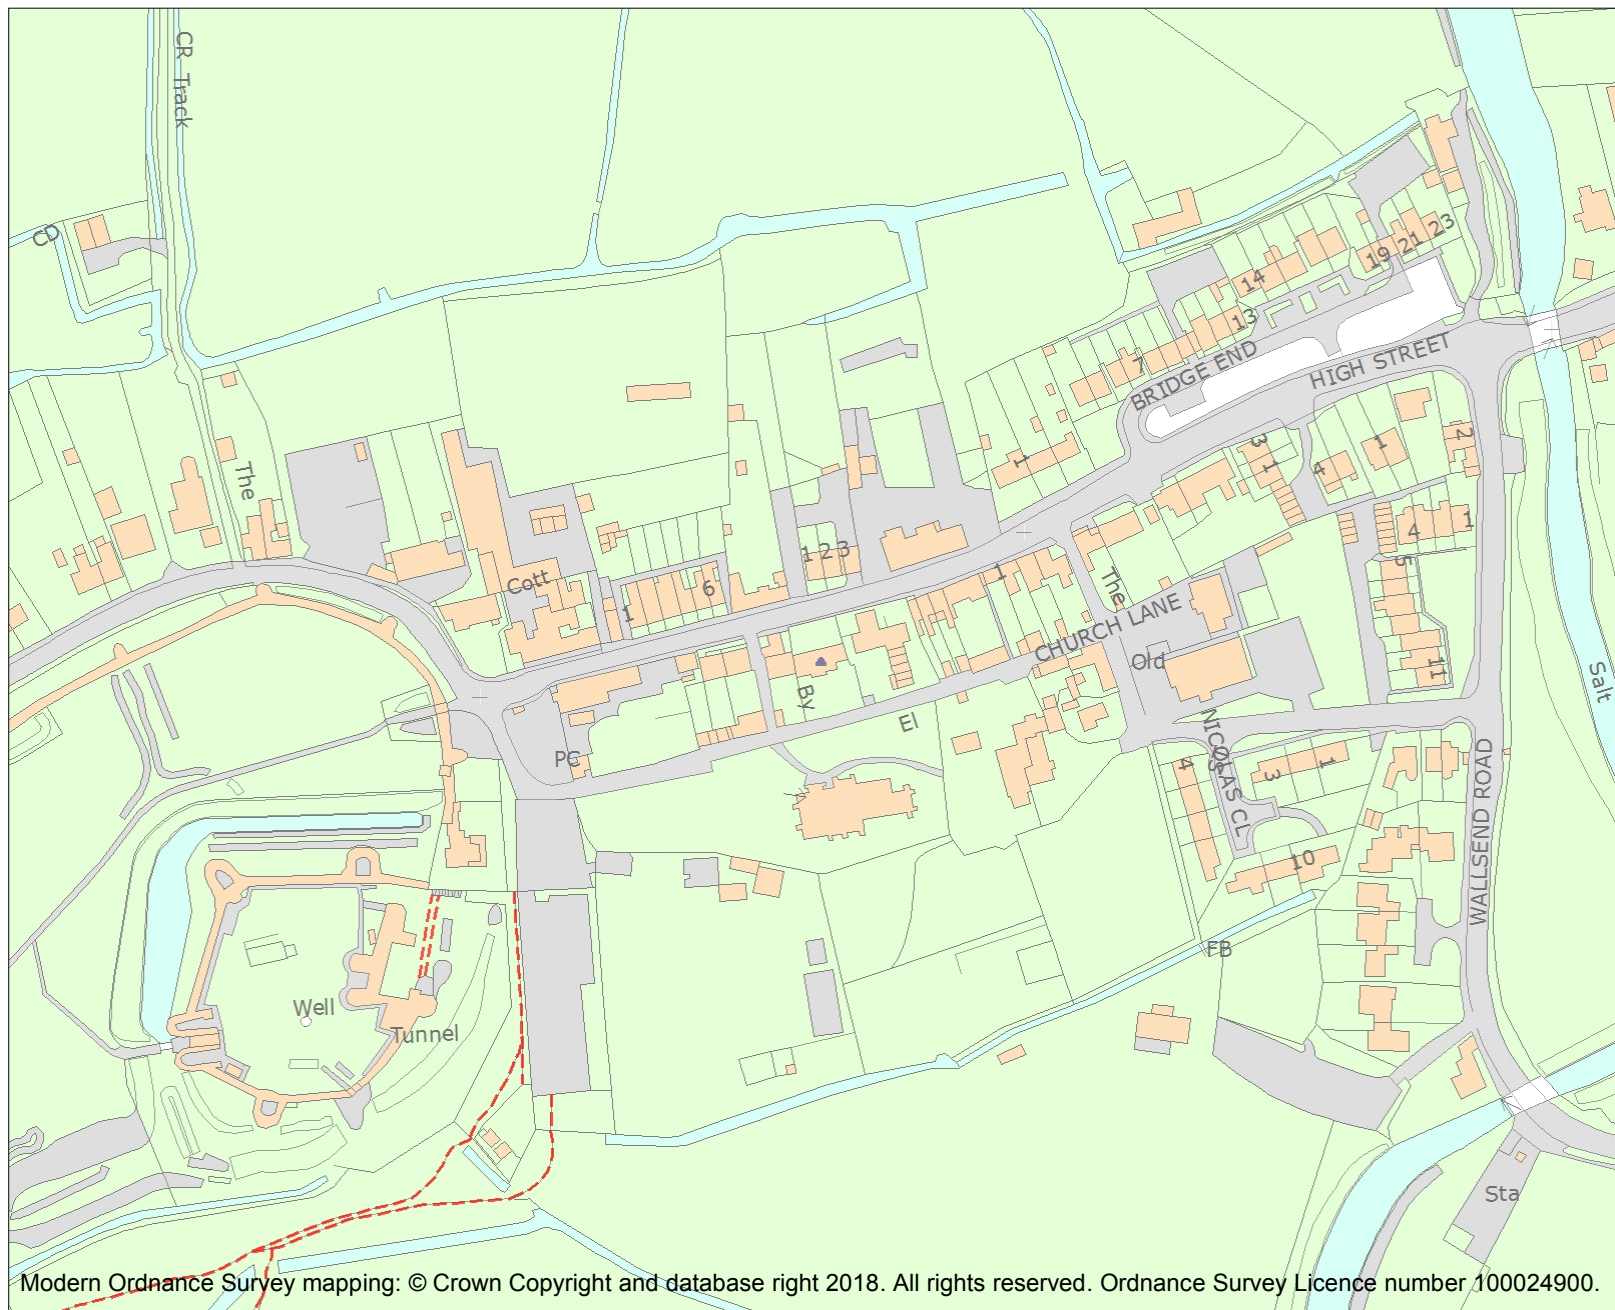 CR Track
CD
The
14
19 21 23
13
7
BRIDGE END
HIGH STREET
1
3
1
4
1
2
Cott
1
6
1 2 3
1
The
4
1
5
CHURCH LANE
Old
11
Salt
By
El
PC
NICOLAS CL
4
3
1
10
WALLSEND ROAD
FB
Well
Tunnel
Sta
Modern Ordnance Survey mapping: © Crown Copyright and database right 2018. All rights reserved. Ordnance Survey Licence number 100024900.